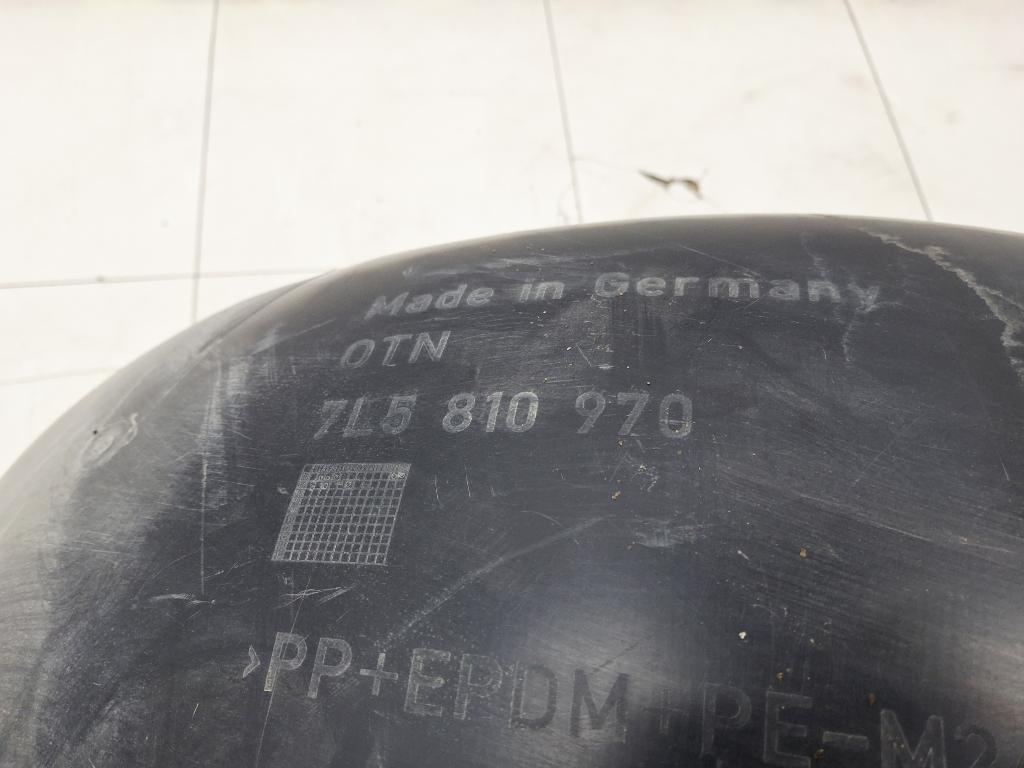 Made in Germany
OTN
7L5 810 970
>PP+EPDM+PE-M2